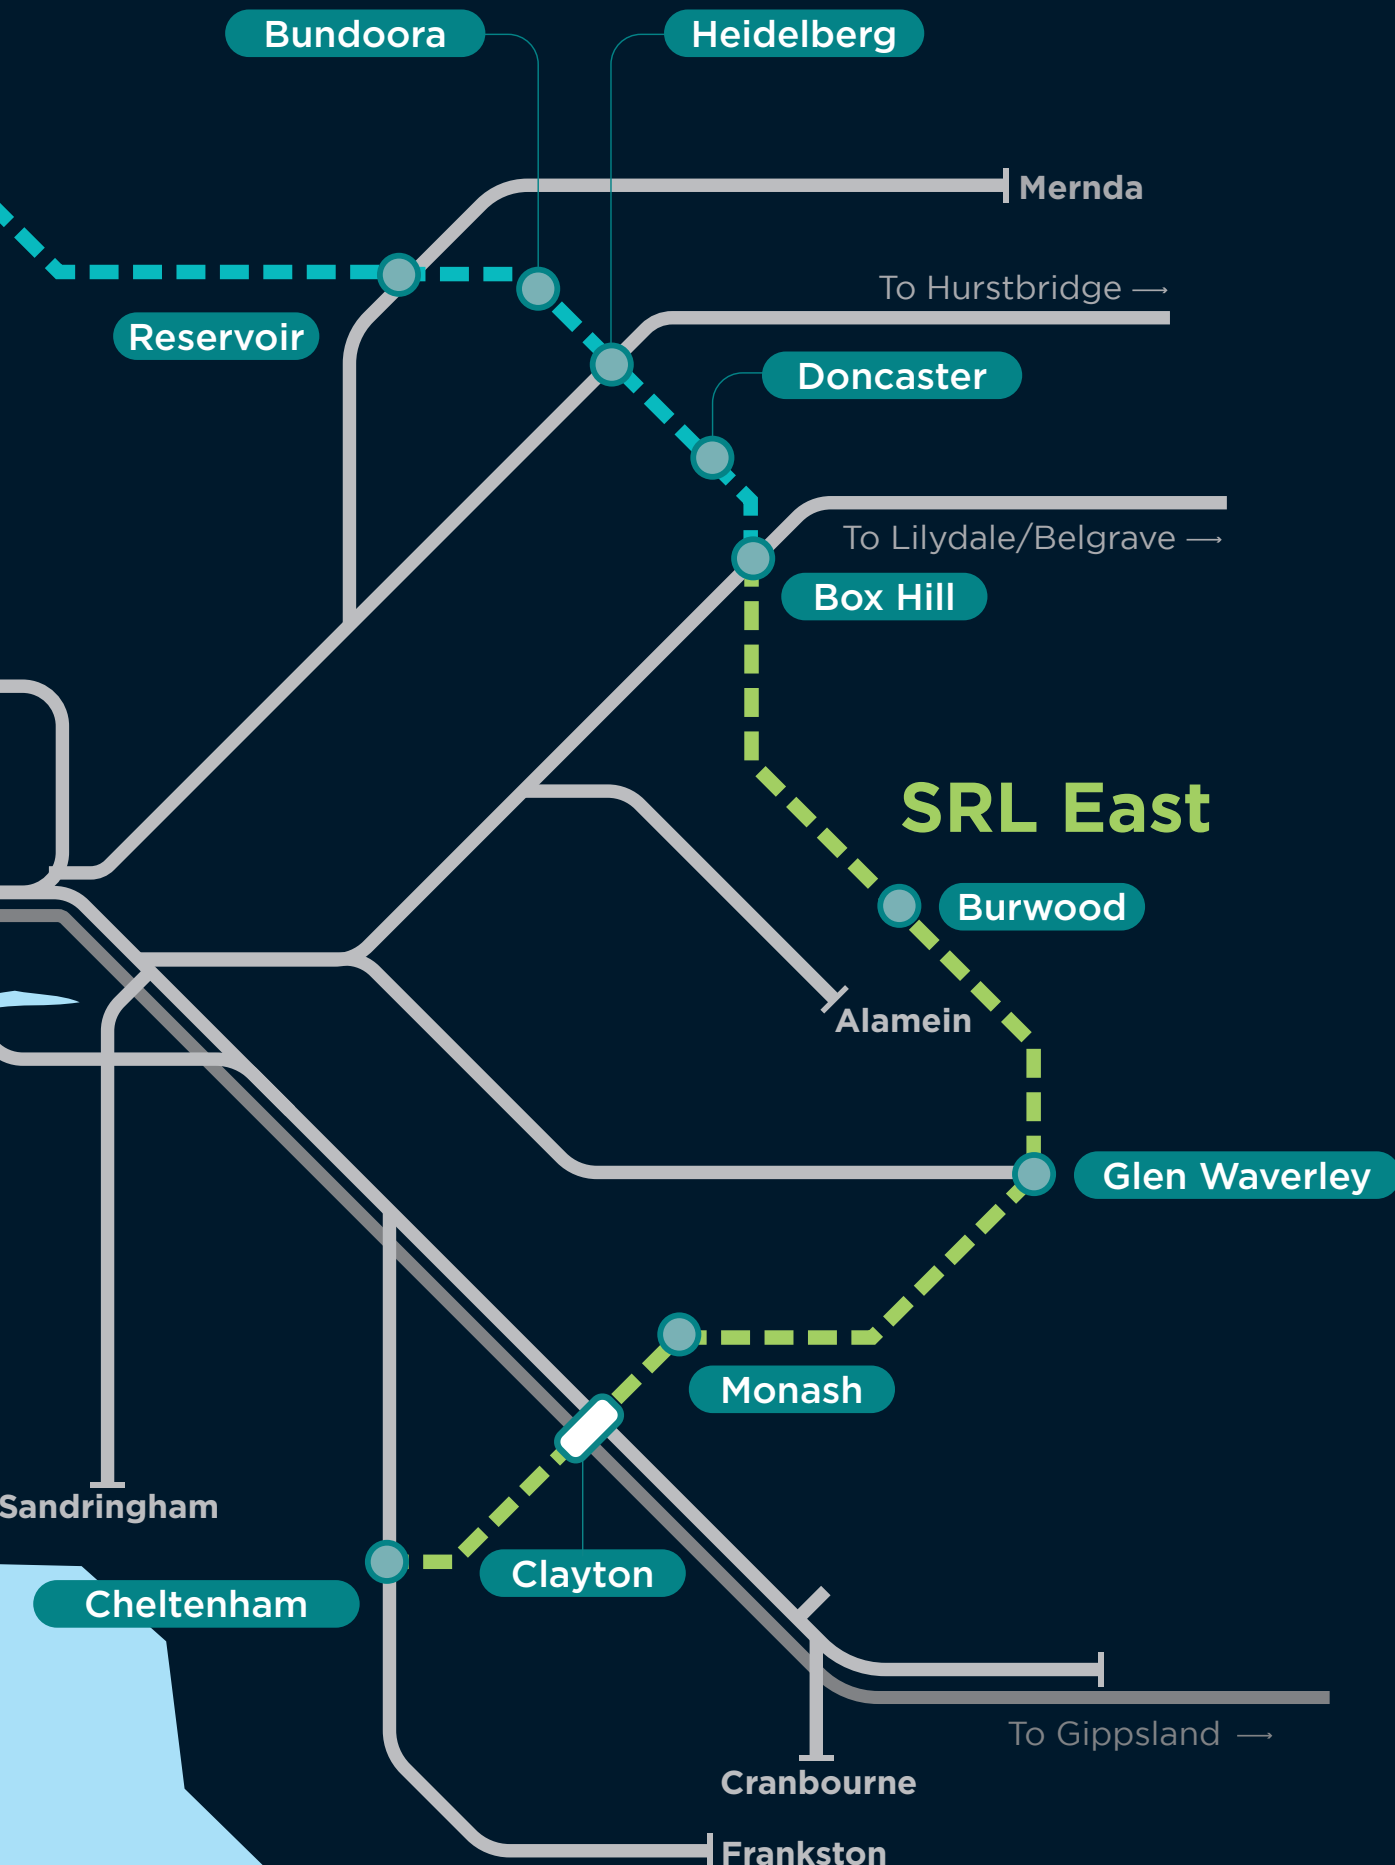 Bundoora
Heidelberg
Mernda
To Hurstbridge →
Reservoir
Doncaster
To Lilydale/Belgrave →
Box Hill
SRL East
Burwood
Alamein
Glen Waverley
Monash
Sandringham
Clayton
Cheltenham
To Gippsland →
Cranbourne
Frankston